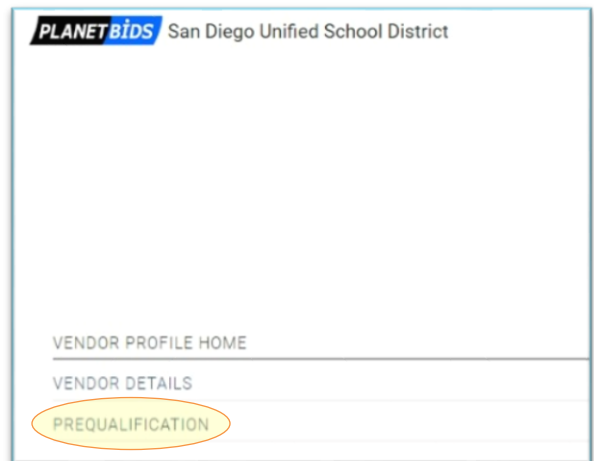 PLANETBIDS San Diego Unified School District
VENDOR PROFILE HOME
VENDOR DETAILS
PREQUALIFICATION